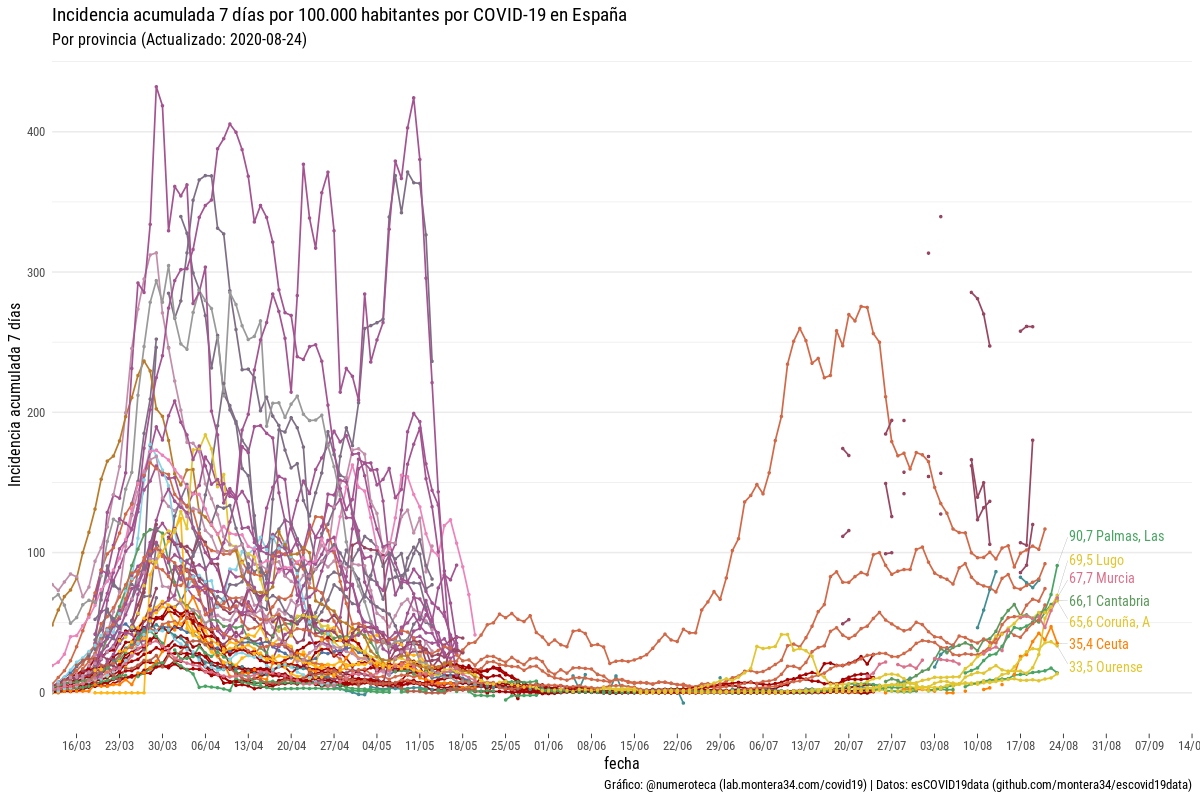 Incidencia acumulada 7 días por 100.000 habitantes por COVID-19 en España
Por provincia (Actualizado: 2020-08-24)
Incidencia acumulada 7 días
400
300
200
100
0
90,7 Palmas, Las
69,5 Lugo
67,7 Murcia
66,1 Cantabria
65,6 Coruña, A
35,4 Ceuta
33,5 Ourense
16/03 23/03 30/03 06/04 13/04 20/04 27/04 04/05 11/05 18/05 25/05 01/06 08/06 15/06 22/06 29/06 06/07 13/07 20/07 27/07 03/08 10/08 17/08 24/08 31/08 07/09 14/0
fecha
Gráfico: @numeroteca (lab.montera34.com/covid19) | Datos: esCOVID19data (github.com/montera34/escovid19data)